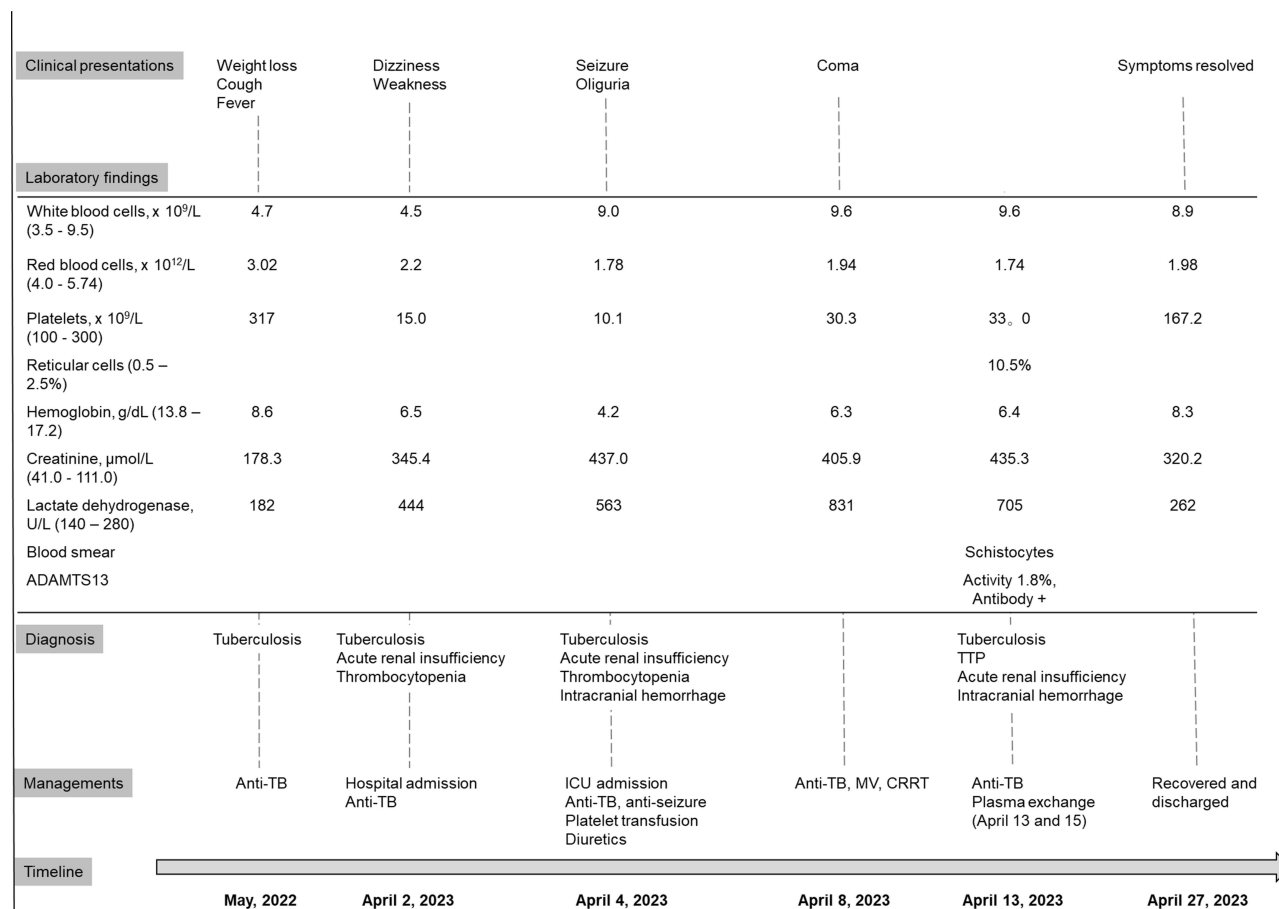 Clinical presentations Weight loss Dizziness Seizure Coma Symptoms resolved
Cough Weakness Oliguria
Fever
Laboratory findings
White blood cells, x 10⁹/L 4.7 4.5 9.0 9.6 9.6 8.9
(3.5 - 9.5)
Red blood cells, x 10¹²/L 3.02 2.2 1.78 1.94 1.74 1.98
(4.0 - 5.74)
Platelets, x 10⁹/L 317 15.0 10.1 30.3 33。0 167.2
(100 - 300)
Reticular cells (0.5 – 10.5%
2.5%)
Hemoglobin, g/dL (13.8 – 8.6 6.5 4.2 6.3 6.4 8.3
17.2)
Creatinine, µmol/L 178.3 345.4 437.0 405.9 435.3 320.2
(41.0 - 111.0)
Lactate dehydrogenase, 182 444 563 831 705 262
U/L (140 – 280)
Blood smear Schistocytes
ADAMTS13 Activity 1.8%,
Antibody +
Diagnosis Tuberculosis Tuberculosis Tuberculosis Tuberculosis
Acute renal insufficiency Acute renal insufficiency TTP
Thrombocytopenia Thrombocytopenia Acute renal insufficiency
Intracranial hemorrhage Intracranial hemorrhage
Managements Anti-TB Hospital admission ICU admission Anti-TB, MV, CRRT Anti-TB Recovered and
Anti-TB Anti-TB, anti-seizure Plasma exchange discharged
Platelet transfusion (April 13 and 15)
Diuretics
Timeline
May, 2022 April 2, 2023 April 4, 2023 April 8, 2023 April 13, 2023 April 27, 2023